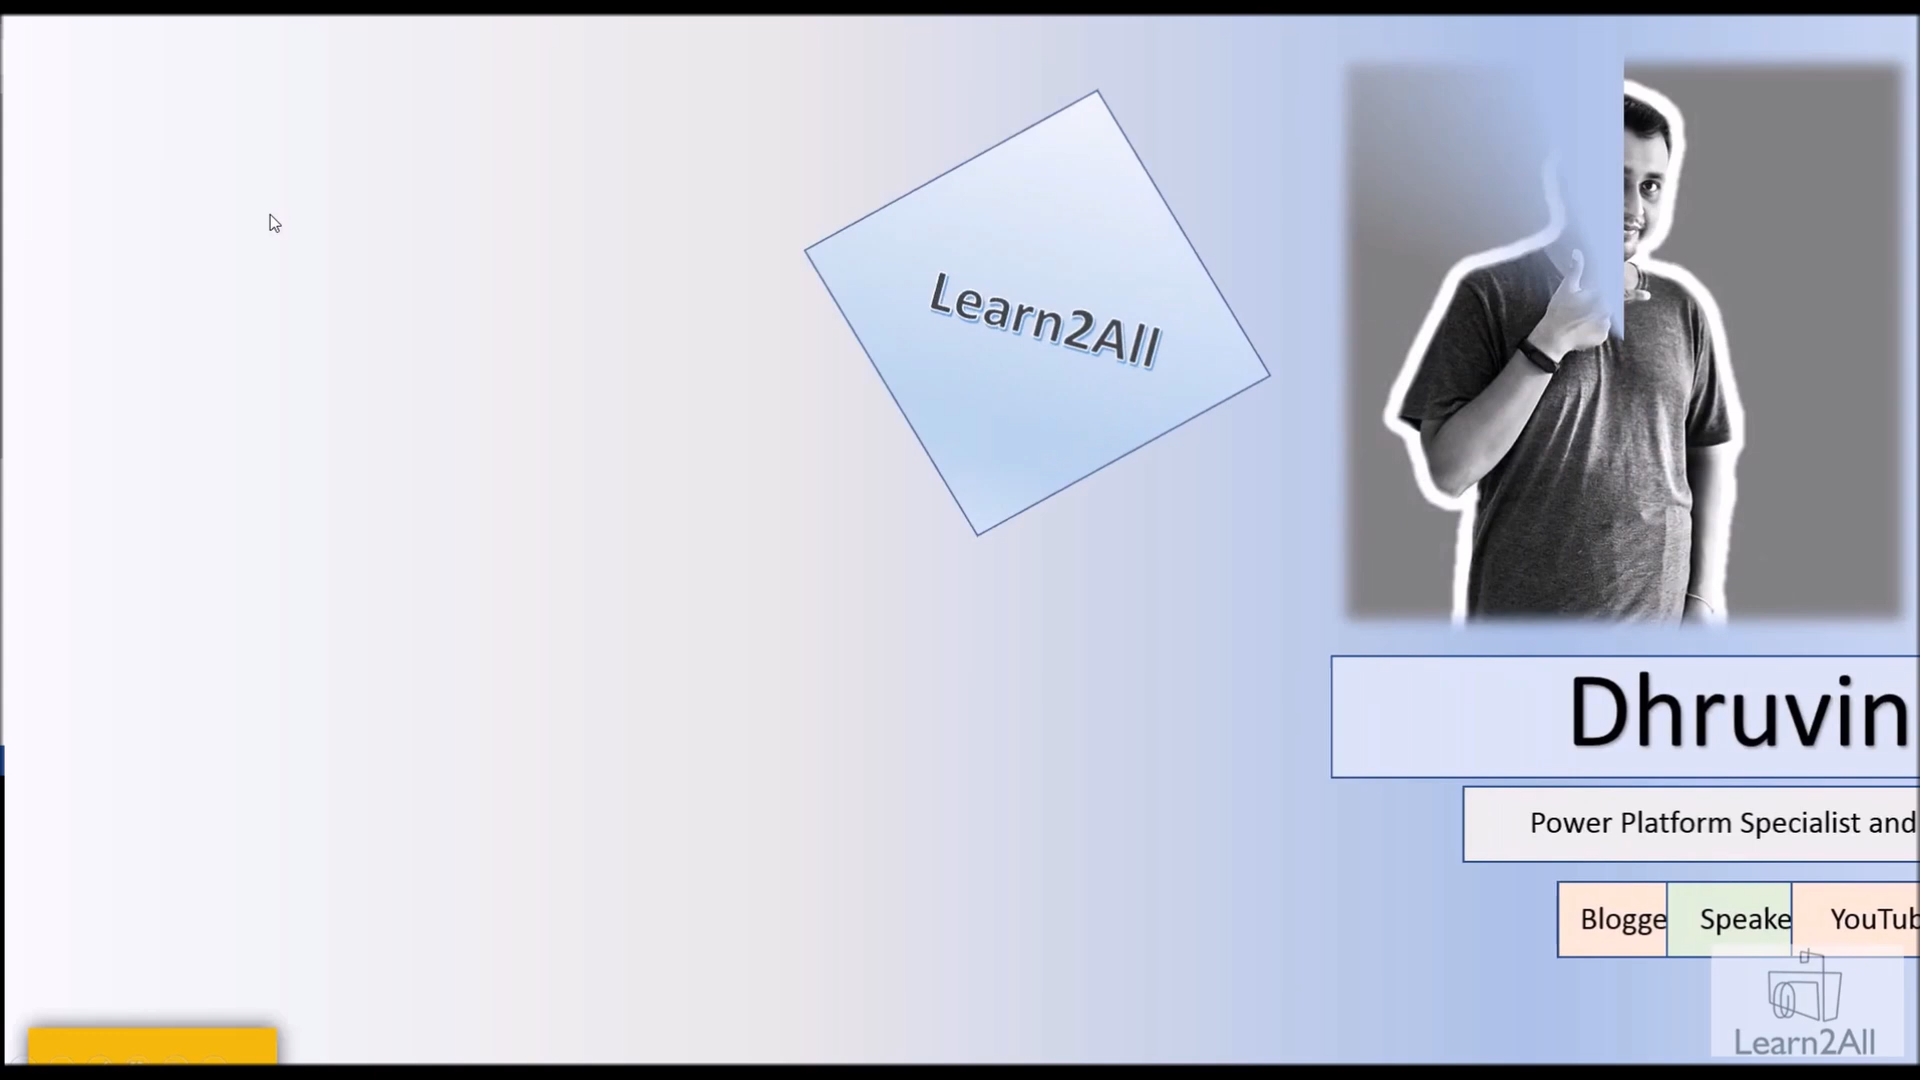 Learn2All
Dhruvin
Power Platform Specialist and
Blogge
Speake
YouTub
Learn2All